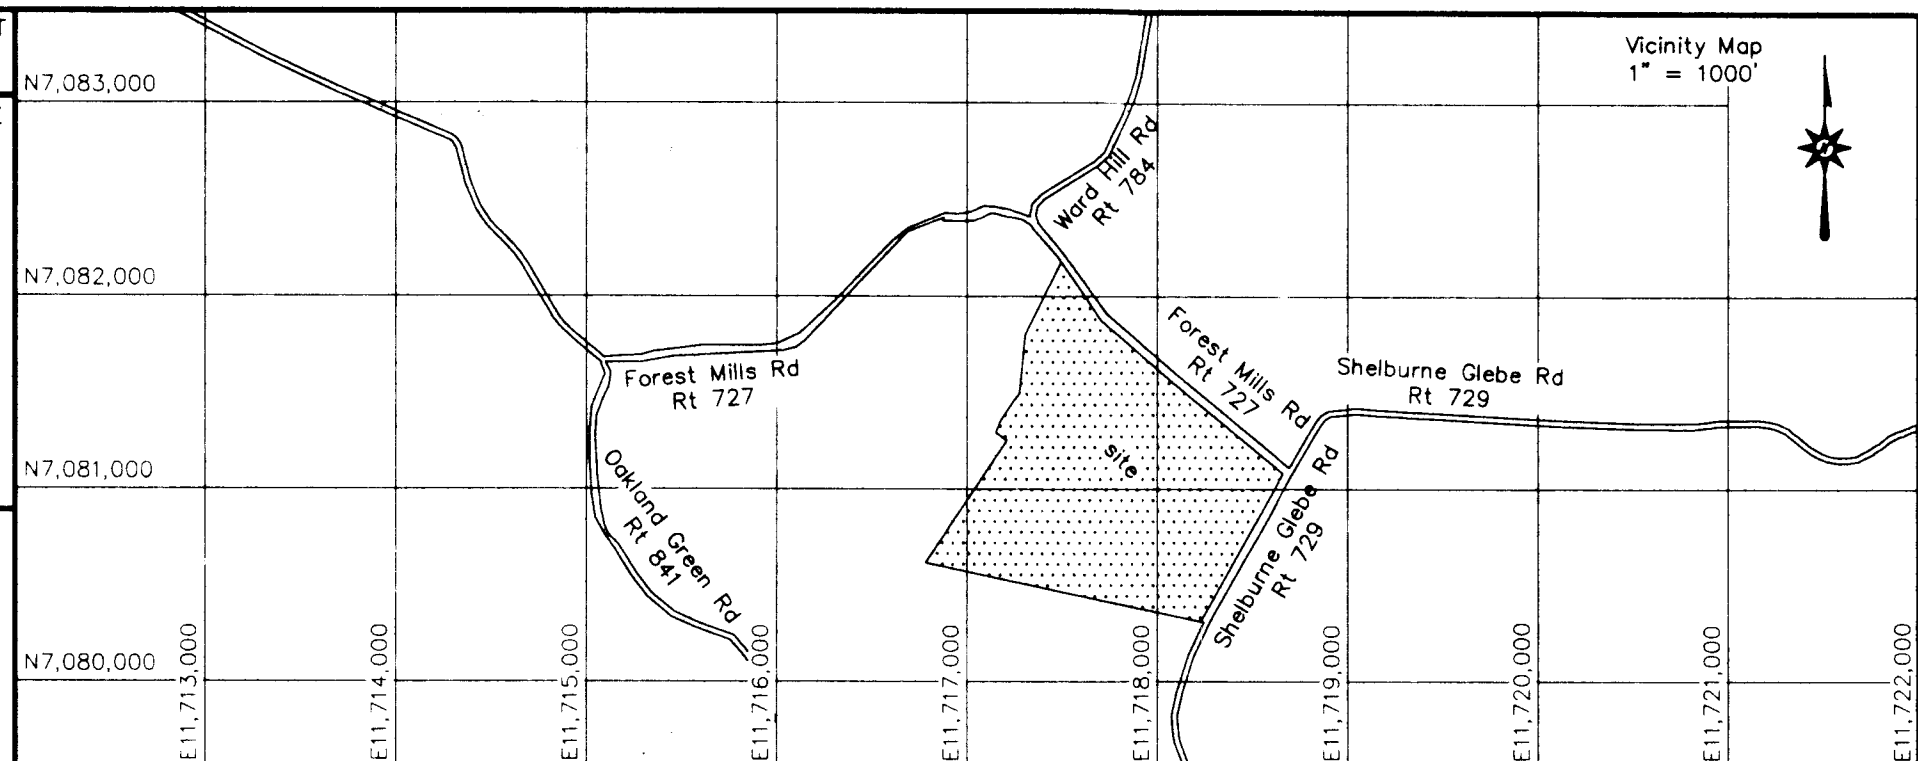 Vicinity Map
1" = 1000'
N7,083,000
Ward Hill Rd
Rt 784
N7,082,000
Forest Mills Rd
Rt 727
Forest Mills Rd
Rt 727
Shelburne Glebe Rd
Rt 729
site
N7,081,000
Oakland Green Rd
Rt 841
Shelburne Glebe Rd
Rt 729
N7,080,000
E11,713,000
E11,714,000
E11,715,000
E11,716,000
E11,717,000
E11,718,000
E11,719,000
E11,720,000
E11,721,000
E11,722,000